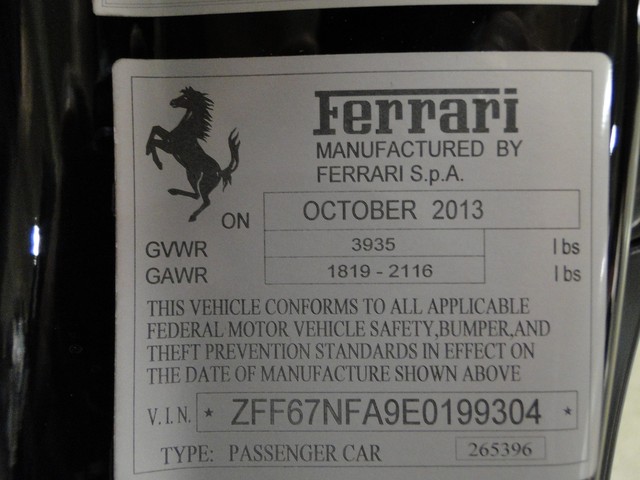 Ferrari
MANUFACTURED BY
FERRARI S.p.A.
ON OCTOBER 2013
GVWR 3935 lbs
GAWR 1819 - 2116 lbs
THIS VEHICLE CONFORMS TO ALL APPLICABLE
FEDERAL MOTOR VEHICLE SAFETY,BUMPER,AND
THEFT PREVENTION STANDARDS IN EFFECT ON
THE DATE OF MANUFACTURE SHOWN ABOVE
V.I.N. * ZFF67NFA9E0199304 *
TYPE: PASSENGER CAR 265396